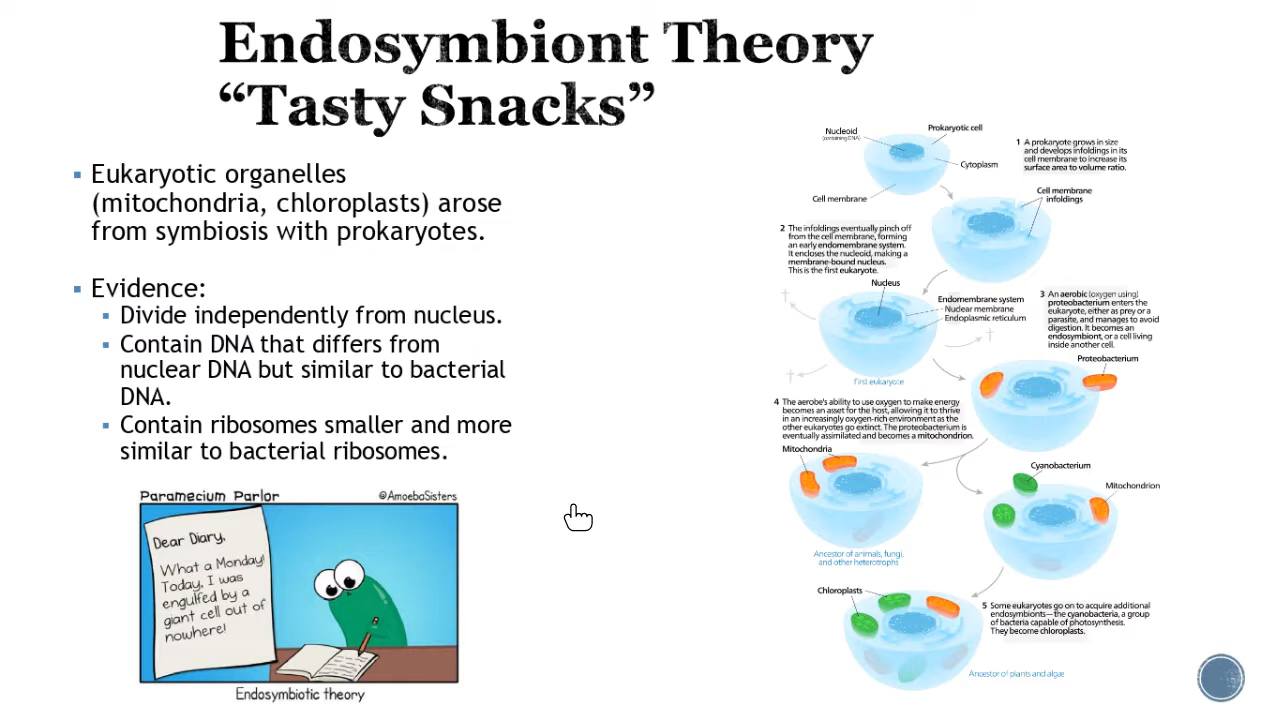 Endosymbiont Theory
“Tasty Snacks”
Eukaryotic organelles
(mitochondria, chloroplasts) arose
from symbiosis with prokaryotes.
Evidence:
Divide independently from nucleus.
Contain DNA that differs from
nuclear DNA but similar to bacterial
DNA.
Contain ribosomes smaller and more
similar to bacterial ribosomes.
Paramecium Parlor
@AmoebaSisters
Dear Diary,
What a Monday!
Today, I was
engulfed by a
giant cell out of
nowhere!
Endosymbiotic theory
Nucleoid
(containing DNA)
Prokaryotic cell
Cytoplasm
Cell membrane
1 A prokaryote grows in size
and develops infoldings in its
cell membrane to increase its
surface area to volume ratio.
Cell membrane
infoldings
2 The infoldings eventually pinch off
from the cell membrane, forming
an early endomembrane system.
It encloses the nucleoid, making a
membrane-bound nucleus.
This is the first eukaryote.
Nucleus
Endomembrane system
Nuclear membrane
Endoplasmic reticulum
First eukaryote
3 An aerobic (oxygen using)
proteobacterium enters the
eukaryote, either as prey or a
parasite, and manages to avoid
digestion. It becomes an
endosymbiont, or a cell living
inside another cell.
Proteobacterium
4 The aerobe's ability to use oxygen to make energy
becomes an asset for the host, allowing it to thrive
in an increasingly oxygen-rich environment as the
other eukaryotes go extinct. The proteobacterium is
eventually assimilated and becomes a mitochondrion.
Mitochondria
Cyanobacterium
Mitochondrion
Ancestor of animals, fungi,
and other heterotrophs
Chloroplasts
5 Some eukaryotes go on to acquire additional
endosymbionts—the cyanobacteria, a group
of bacteria capable of photosynthesis.
They become chloroplasts.
Ancestor of plants and algae